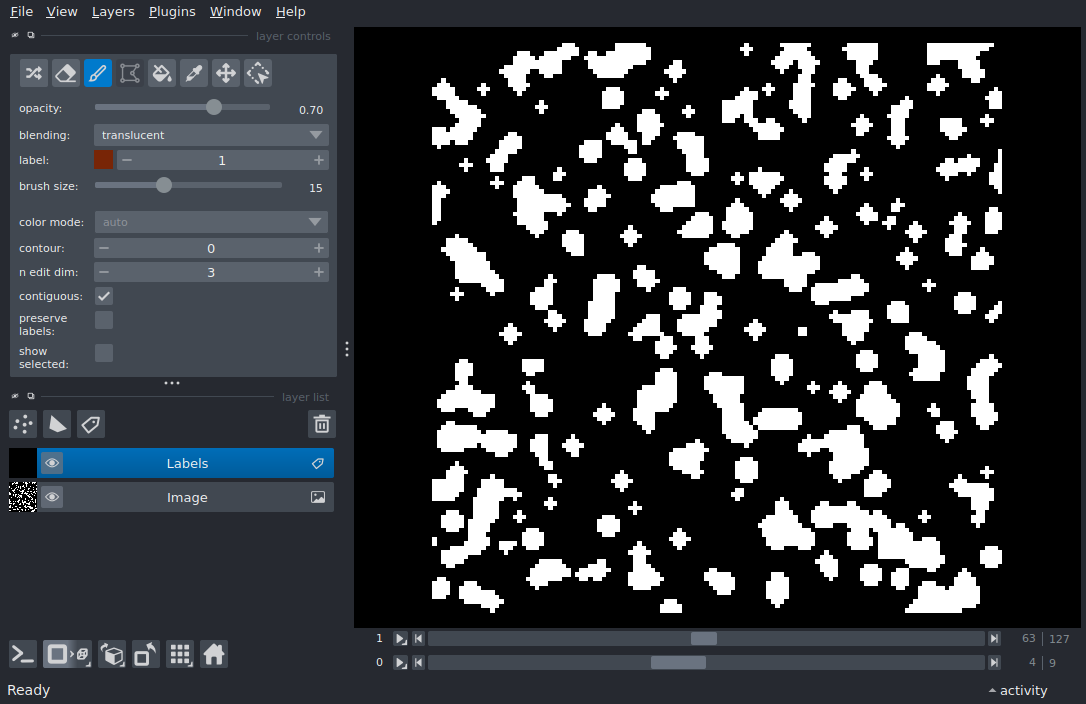 File View Layers Plugins Window Help
layer controls
opacity: 0.70
blending: translucent
label: 1
brush size: 15
color mode: auto
contour: 0
n edit dim: 3
contiguous:
preserve
labels:
show
selected:
layer list
Labels
Image
1 63 127
0 4 9
Ready activity